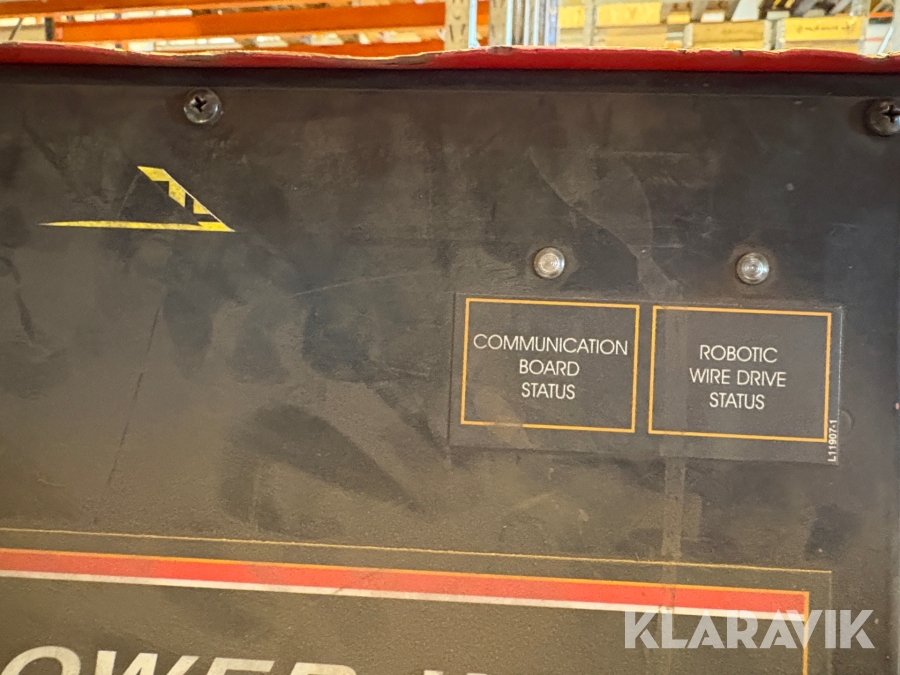 COMMUNICATION
BOARD
STATUS
ROBOTIC
WIRE DRIVE
STATUS
L11907-1
KLARAVIK